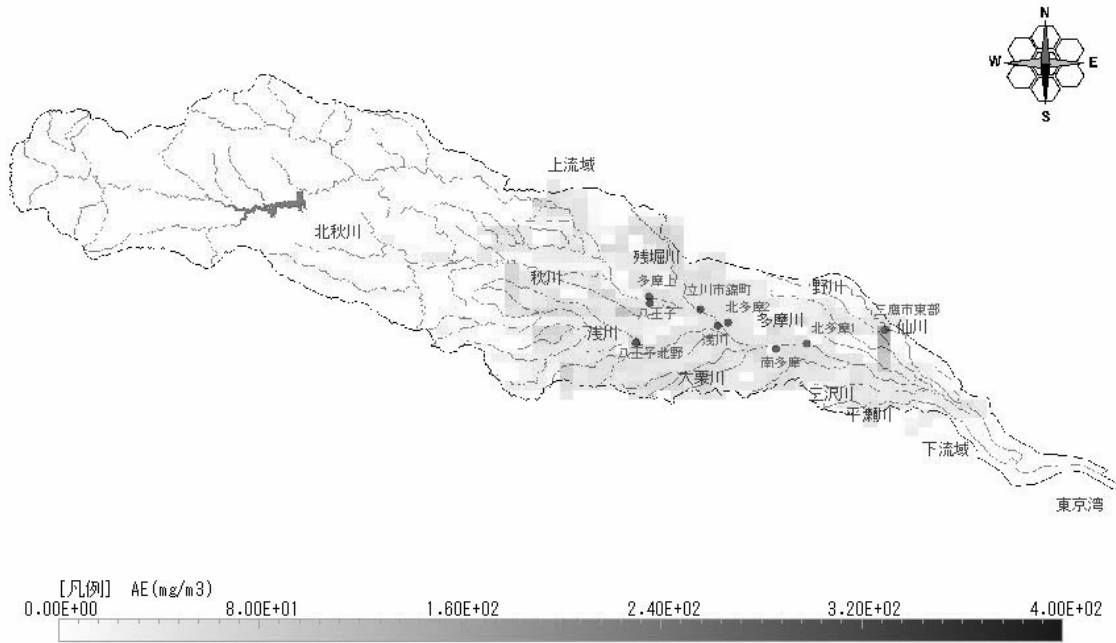 N
W E
S
上流域
北秋川
残堀川
秋川
多摩上
立川市錦町
野川
八王子
北多摩2
多摩川
三鷹市東部
仙川
浅川
浅川
北多摩1
八王子北野
南多摩
大栗川
三沢川
平瀬川
下流域
東京湾
[凡例] AE(mg/m3)
0.00E+00 8.00E+01 1.60E+02 2.40E+02 3.20E+02 4.00E+02